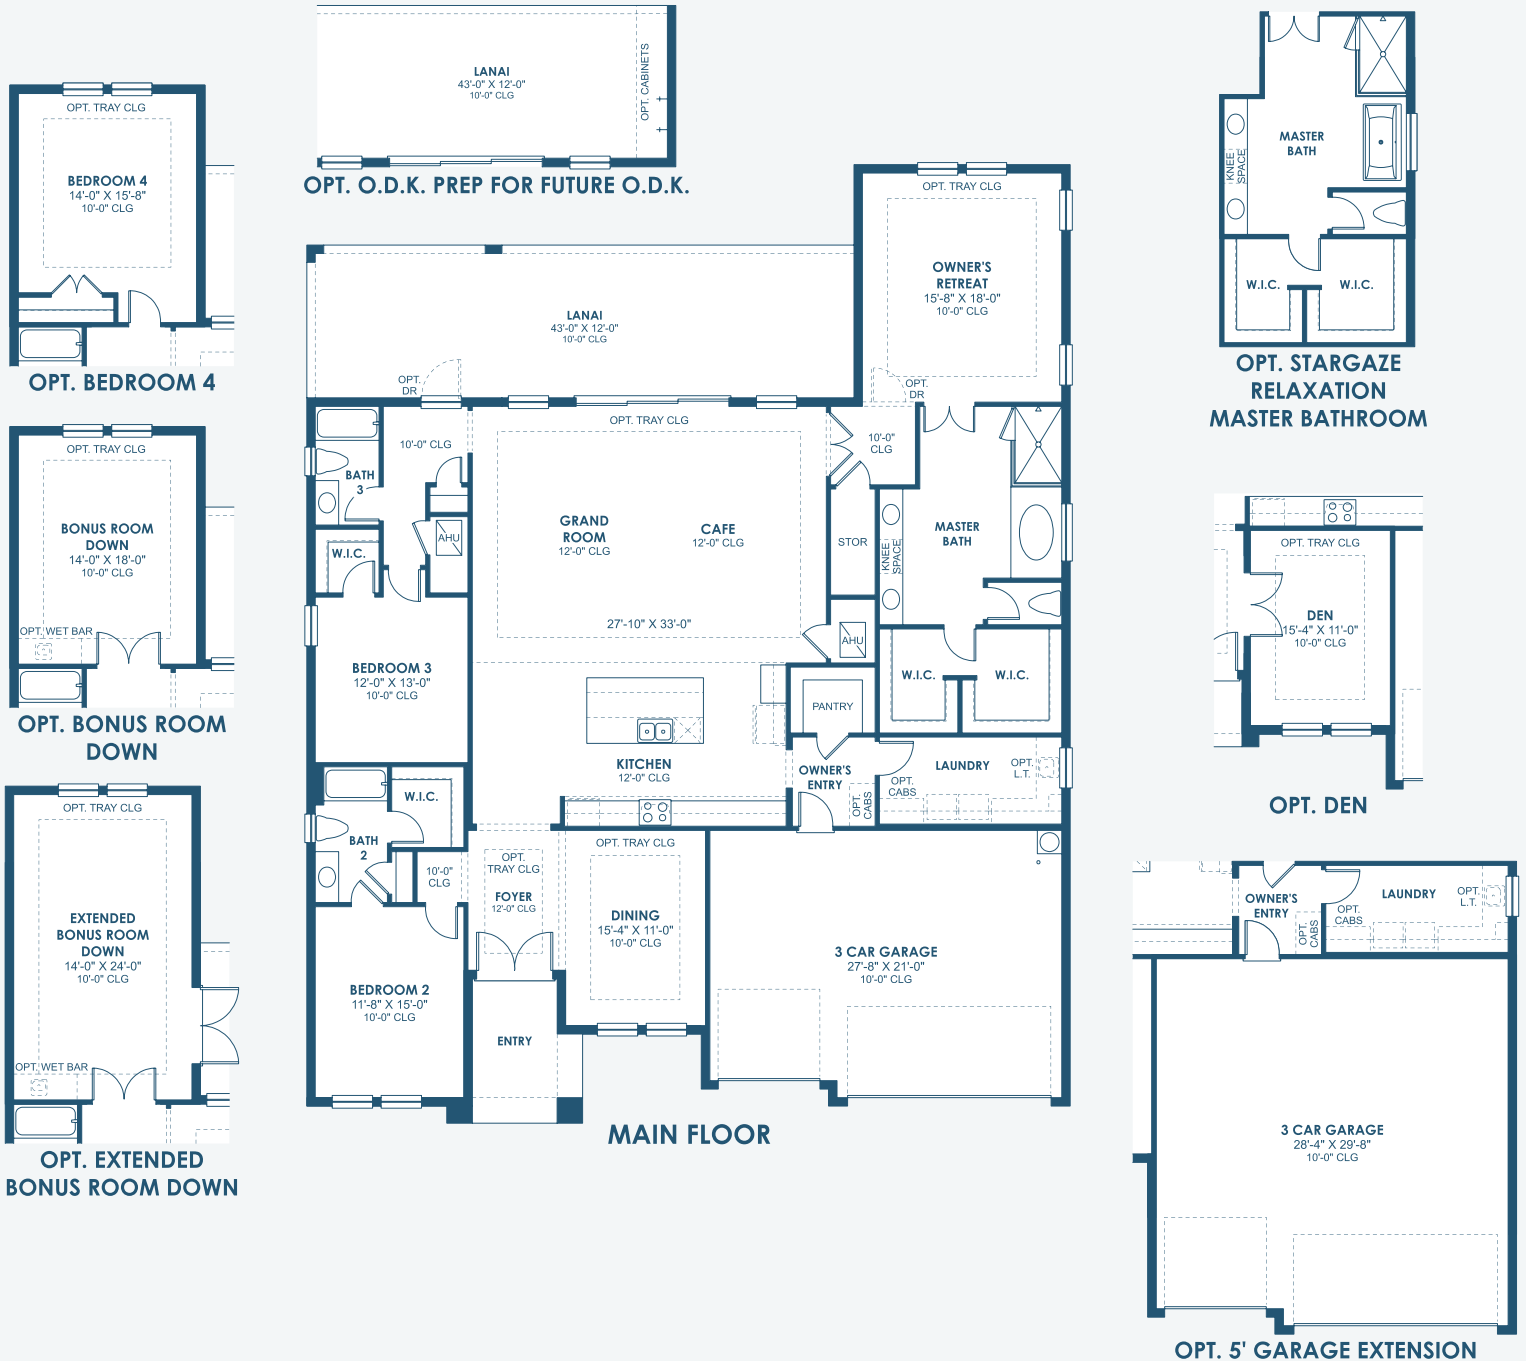 LANAI
43'-0" X 12'-0"
10'-0" CLG
OPT. CABINETS
OPT. O.D.K. PREP FOR FUTURE O.D.K.
OPT. TRAY CLG
BEDROOM 4
14'-0" X 15'-8"
10'-0" CLG
OPT. BEDROOM 4
OPT. TRAY CLG
BONUS ROOM
DOWN
14'-0" X 18'-0"
10'-0" CLG
OPT. WET BAR
OPT. BONUS ROOM
DOWN
OPT. TRAY CLG
EXTENDED
BONUS ROOM
DOWN
14'-0" X 24'-0"
10'-0" CLG
OPT. WET BAR
OPT. EXTENDED
BONUS ROOM DOWN
LANAI
43'-0" X 12'-0"
10'-0" CLG
OPT.
DR
OPT. TRAY CLG
OWNER'S
RETREAT
15'-8" X 18'-0"
10'-0" CLG
OPT.
DR
10'-0" CLG
BATH
3
W.I.C.
AHU
OPT. TRAY CLG
GRAND
ROOM
12'-0" CLG
CAFE
12'-0" CLG
27'-10" X 33'-0"
10'-0"
CLG
STOR
AHU
MASTER
BATH
KNEE
SPACE
W.I.C.
W.I.C.
BEDROOM 3
12'-0" X 13'-0"
10'-0" CLG
PANTRY
KITCHEN
12'-0" CLG
OWNER'S
ENTRY
OPT.
CABS
OPT.
CABS
LAUNDRY
OPT.
L.T.
W.I.C.
BATH
2
10'-0"
CLG
OPT.
TRAY CLG
FOYER
12'-0" CLG
OPT. TRAY CLG
DINING
15'-4" X 11'-0"
10'-0" CLG
3 CAR GARAGE
27'-8" X 21'-0"
10'-0" CLG
BEDROOM 2
11'-8" X 15'-0"
10'-0" CLG
ENTRY
MAIN FLOOR
MASTER
BATH
KNEE
SPACE
W.I.C.
W.I.C.
OPT. STARGAZE
RELAXATION
MASTER BATHROOM
OPT. TRAY CLG
DEN
15'-4" X 11'-0"
10'-0" CLG
OPT. DEN
OWNER'S
ENTRY
OPT.
CABS
OPT.
CABS
LAUNDRY
OPT.
L.T.
3 CAR GARAGE
28'-4" X 29'-8"
10'-0" CLG
OPT. 5' GARAGE EXTENSION